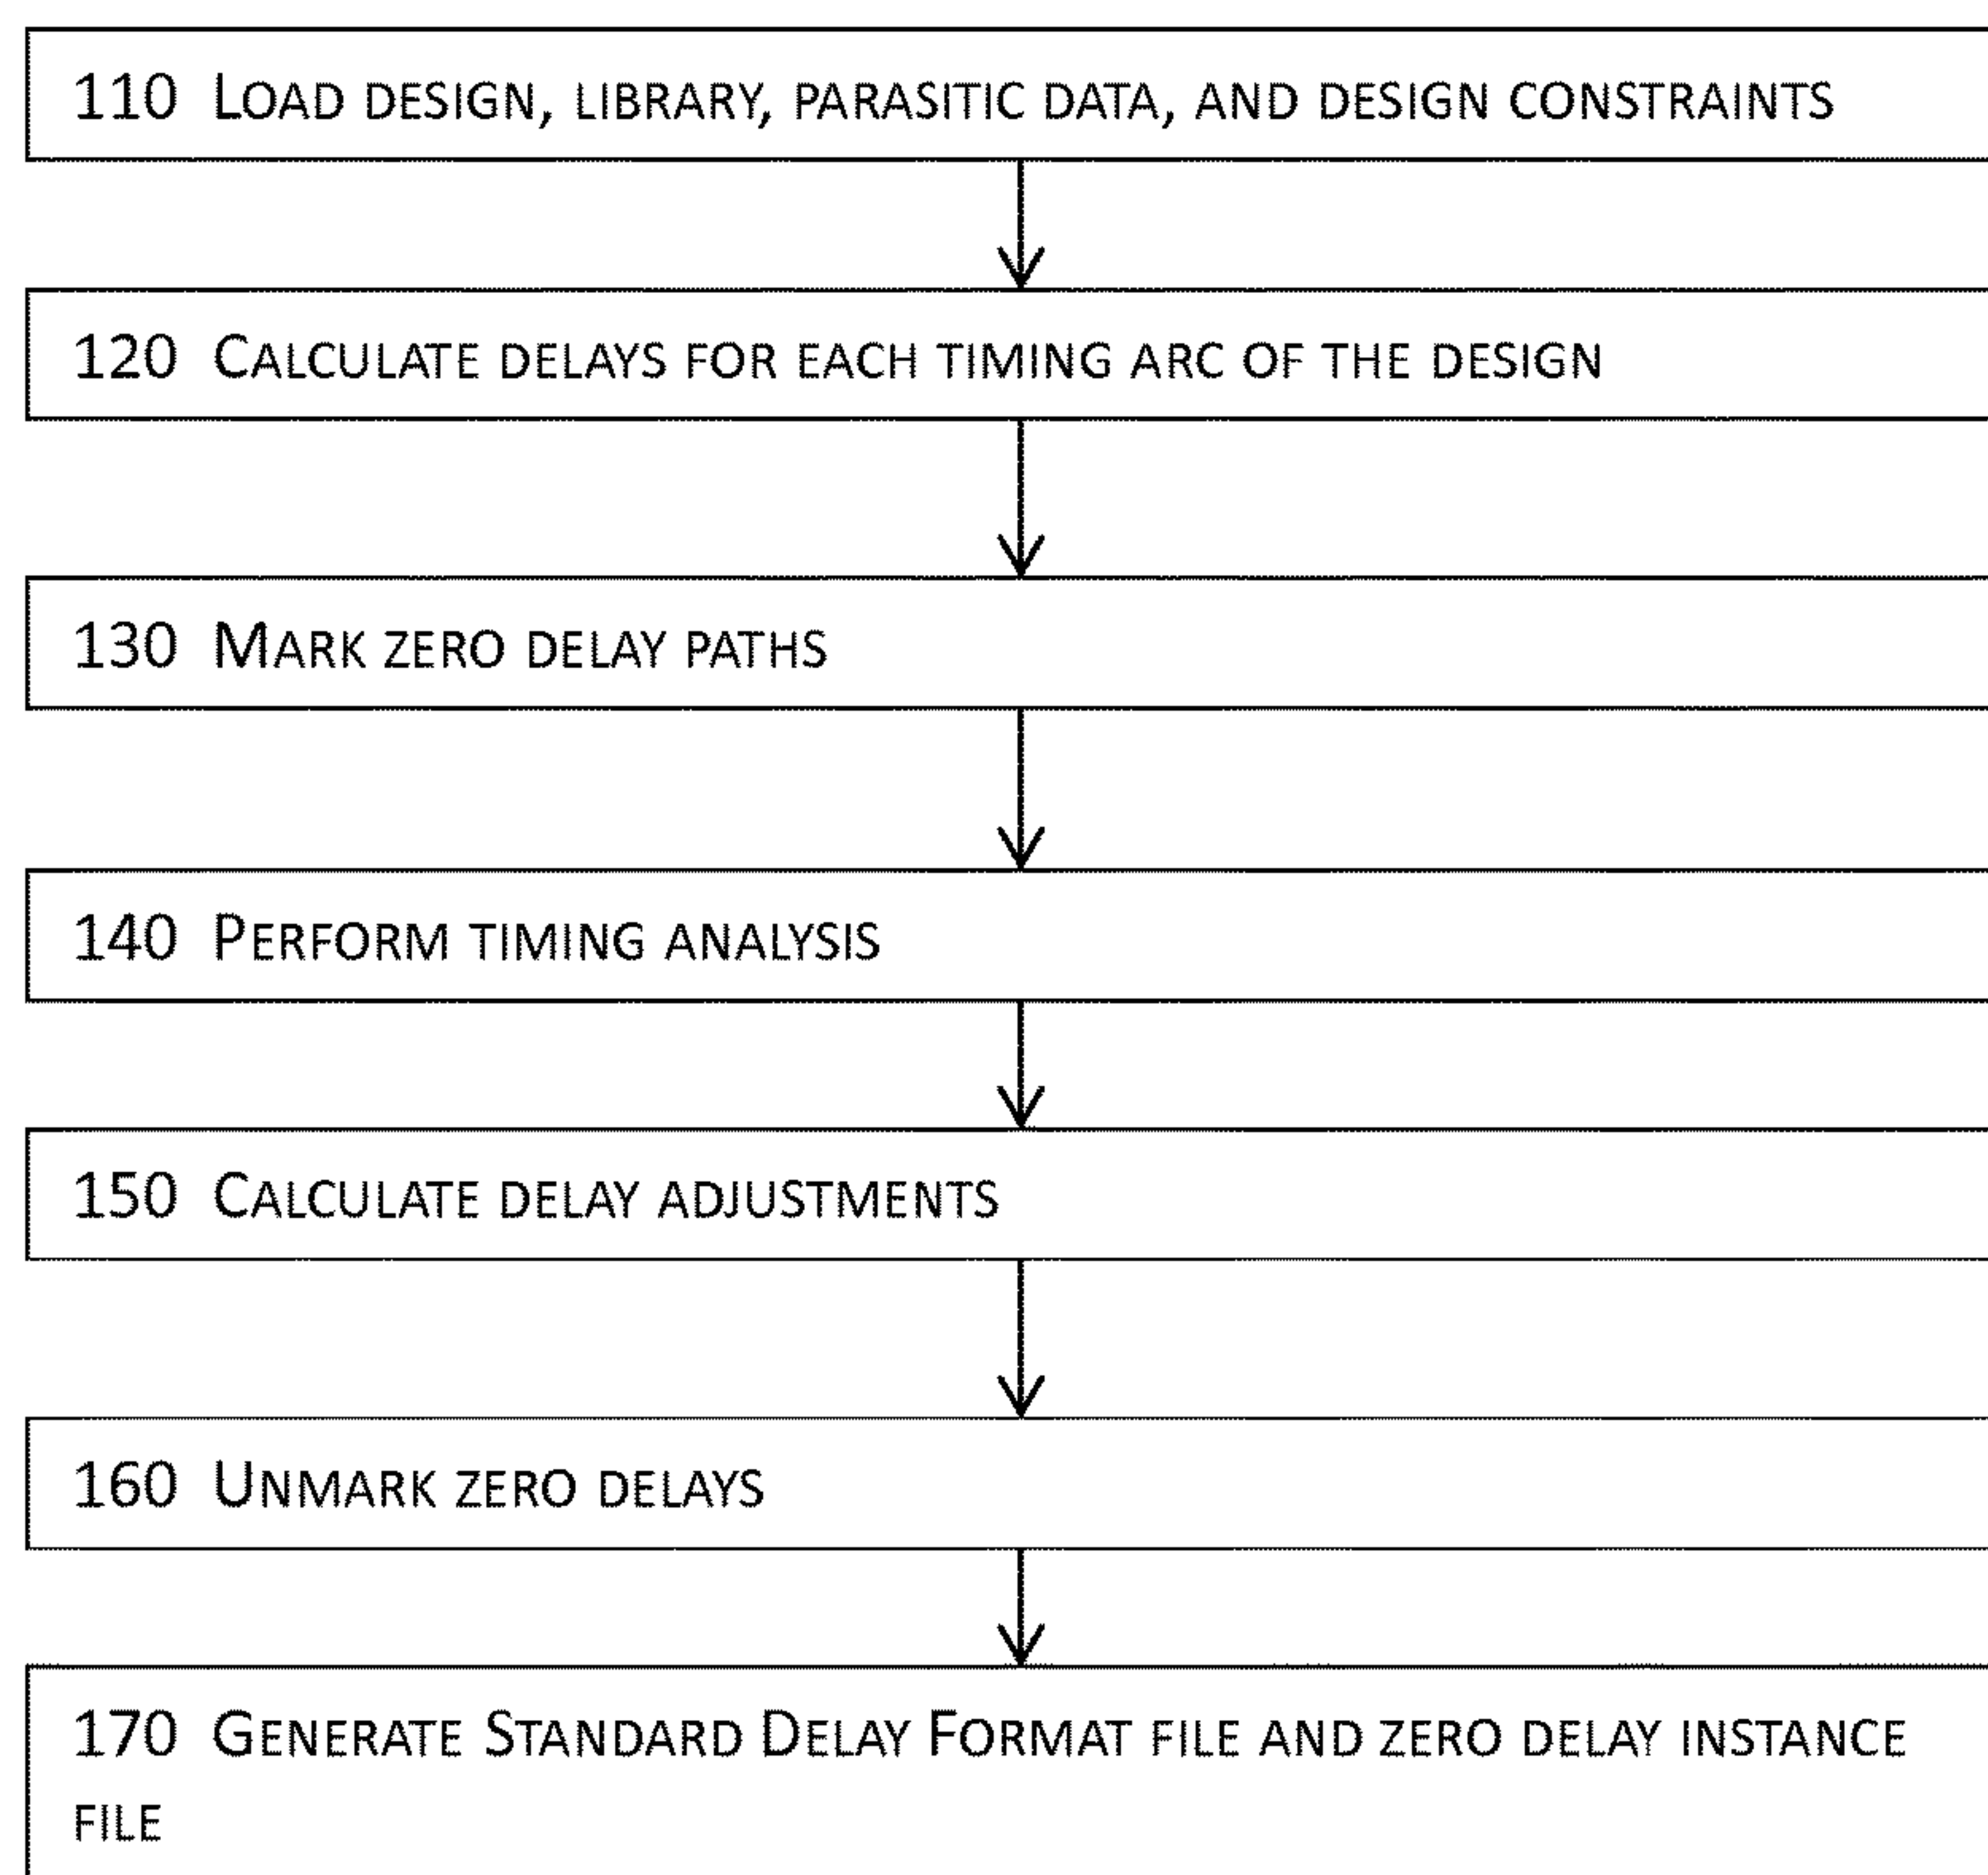 110 Load design, library, parasitic data, and design constraints
120 Calculate delays for each timing arc of the design
130 Mark zero delay paths
140 Perform timing analysis
150 Calculate delay adjustments
160 Unmark zero delays
170 Generate Standard Delay Format file and zero delay instance
file